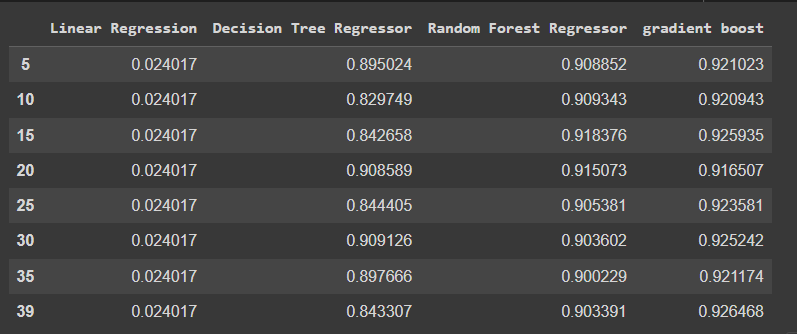 Linear Regression Decision Tree Regressor Random Forest Regressor gradient boost
5 0.024017 0.895024 0.908852 0.921023
10 0.024017 0.829749 0.909343 0.920943
15 0.024017 0.842658 0.918376 0.925935
20 0.024017 0.908589 0.915073 0.916507
25 0.024017 0.844405 0.905381 0.923581
30 0.024017 0.909126 0.903602 0.925242
35 0.024017 0.897666 0.900229 0.921174
39 0.024017 0.843307 0.903391 0.926468